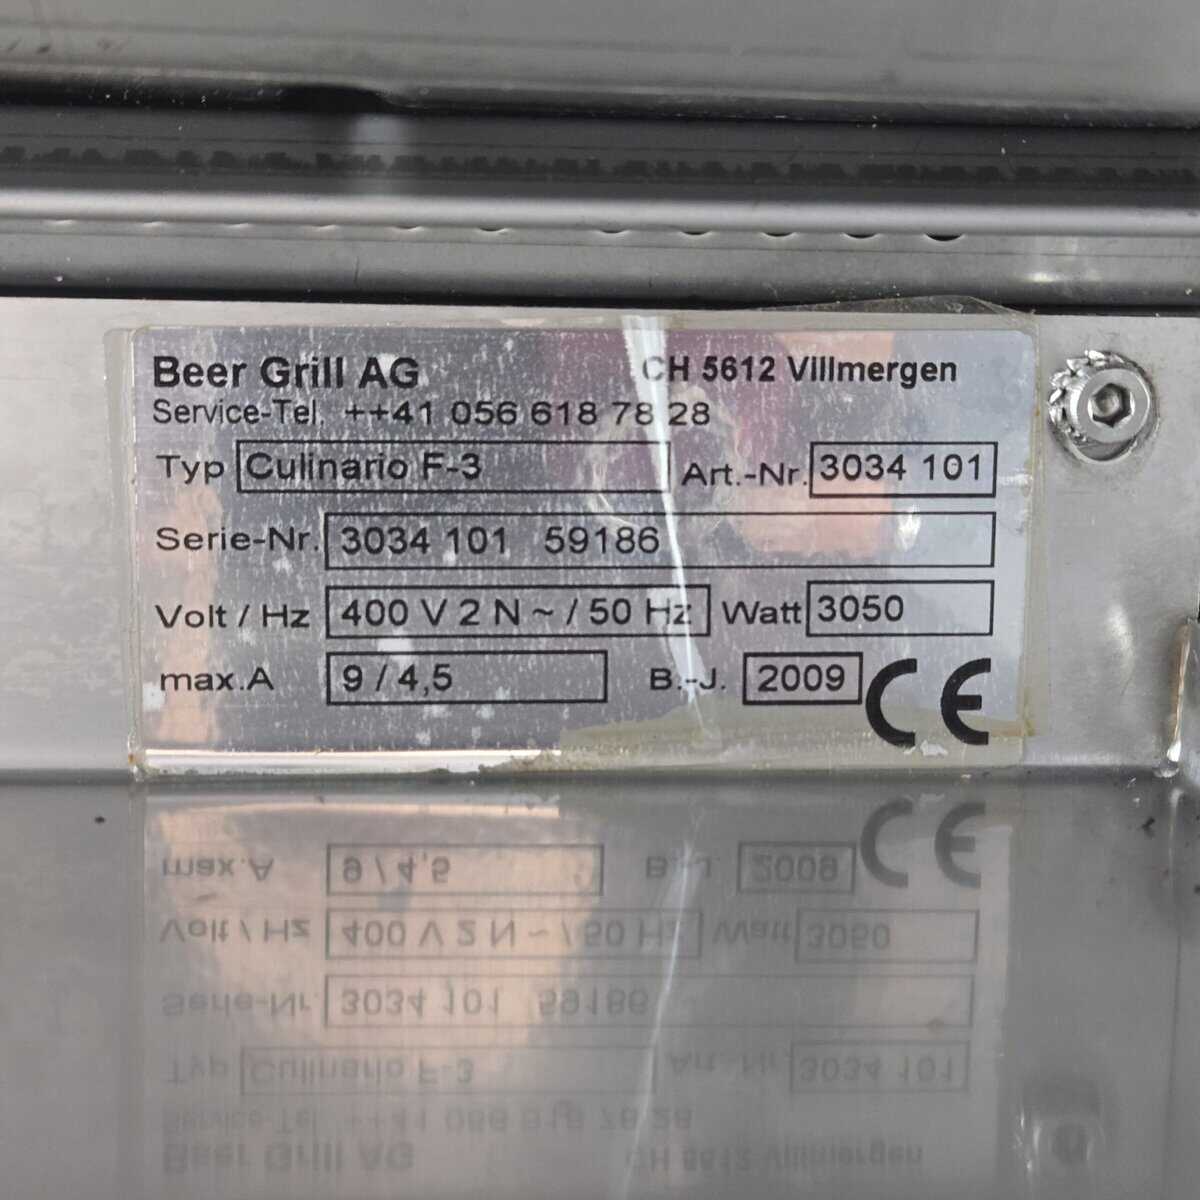 Beer Grill AG CH 5612 Villmergen
Service-Tel. ++41 056 618 78 28
Typ Culinario F-3 Art.-Nr. 3034 101
Serie-Nr. 3034 101 59186
Volt / Hz 400 V 2 N ~ / 50 Hz Watt 3050
max.A 9 / 4,5 B.-J. 2009 CE